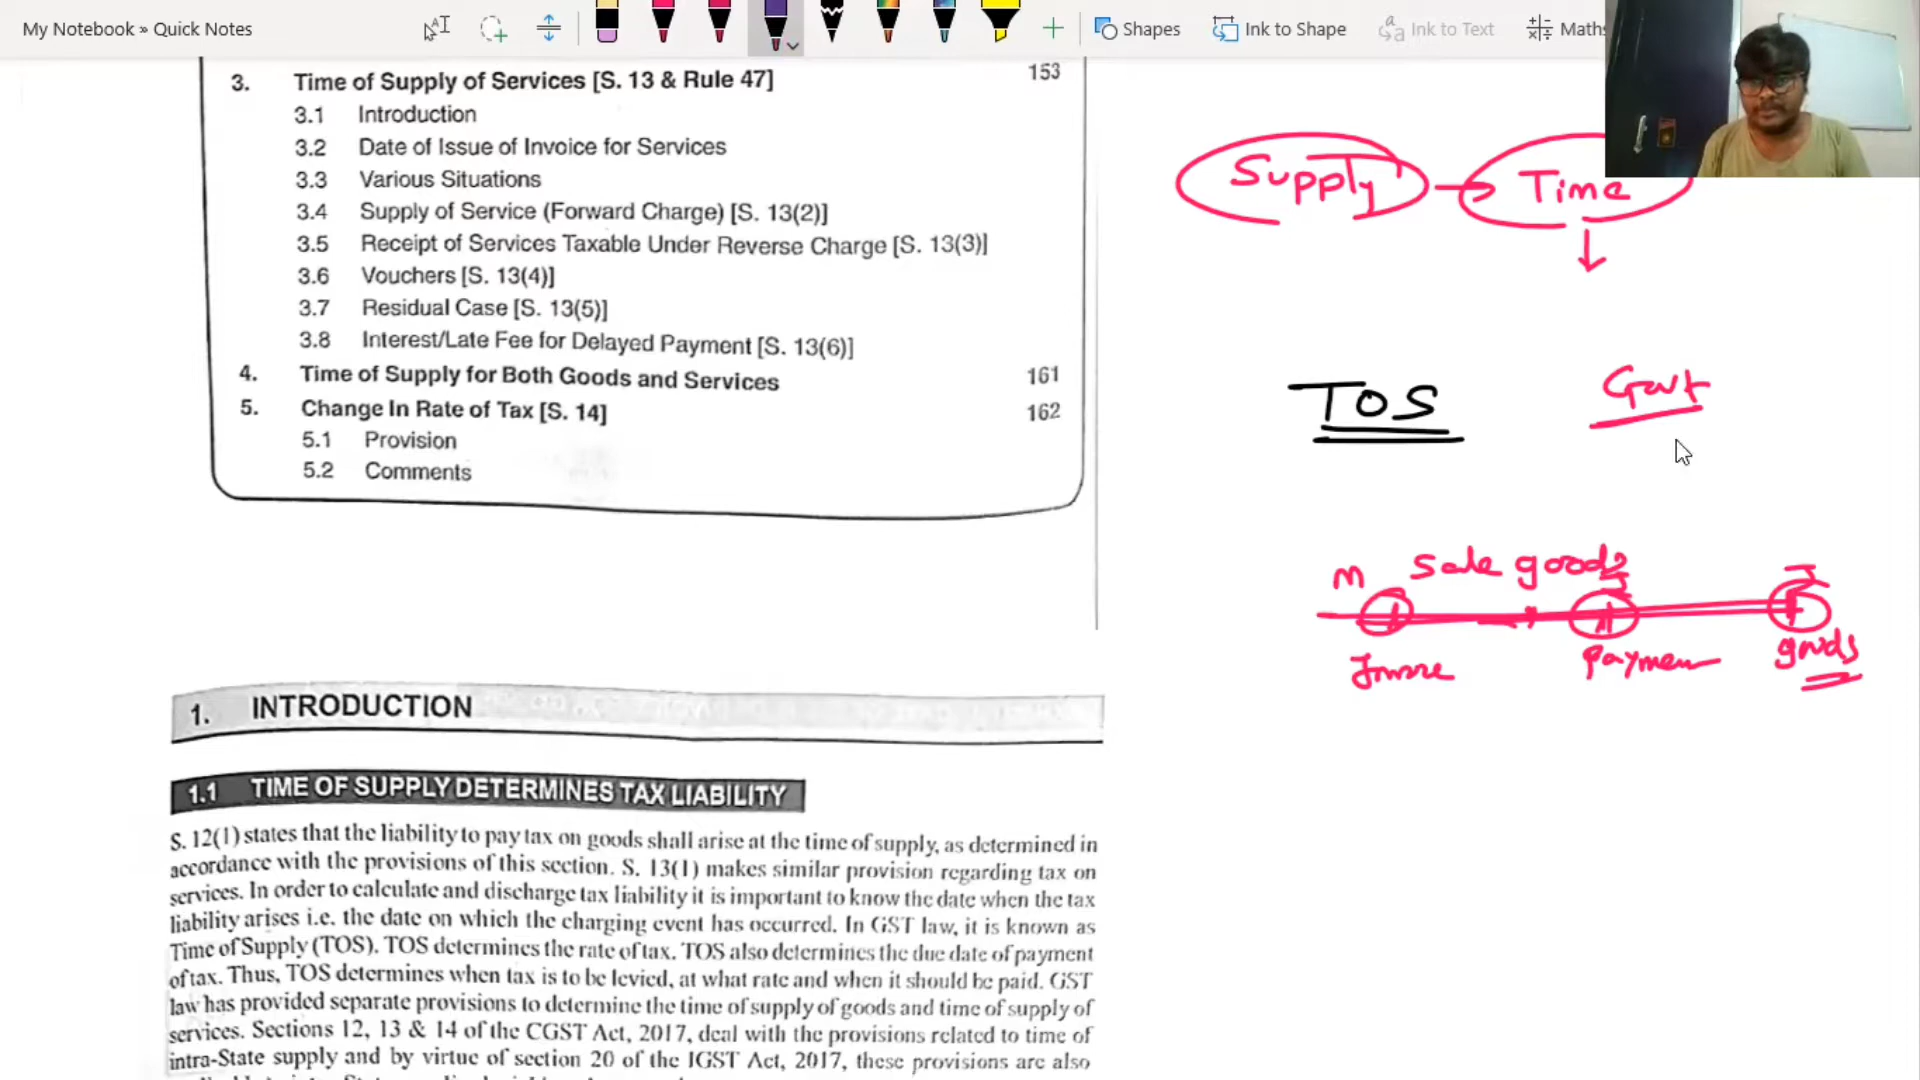 My Notebook » Quick Notes
Shapes
Ink to Shape
Ink to Text
Maths
3. Time of Supply of Services [S. 13 & Rule 47] 153
3.1 Introduction
3.2 Date of Issue of Invoice for Services
3.3 Various Situations
3.4 Supply of Service (Forward Charge) [S. 13(2)]
3.5 Receipt of Services Taxable Under Reverse Charge [S. 13(3)]
3.6 Vouchers [S. 13(4)]
3.7 Residual Case [S. 13(5)]
3.8 Interest/Late Fee for Delayed Payment [S. 13(6)]
4. Time of Supply for Both Goods and Services 161
5. Change In Rate of Tax [S. 14] 162
5.1 Provision
5.2 Comments
1. INTRODUCTION
1.1 TIME OF SUPPLY DETERMINES TAX LIABILITY
S. 12(1) states that the liability to pay tax on goods shall arise at the time of supply, as determined in
accordance with the provisions of this section. S. 13(1) makes similar provision regarding tax on
services. In order to calculate and discharge tax liability it is important to know the date when the tax
liability arises i.e. the date on which the charging event has occurred. In GST law, it is known as
Time of Supply (TOS). TOS determines the rate of tax. TOS also determines the due date of payment
of tax. Thus, TOS determines when tax is to be levied, at what rate and when it should be paid. GST
law has provided separate provisions to determine the time of supply of goods and time of supply of
services. Sections 12, 13 & 14 of the CGST Act, 2017, deal with the provisions related to time of
intra-State supply and by virtue of section 20 of the IGST Act, 2017, these provisions are also
Supply Time
TOS Govt
M Sale goods J
Payment goods